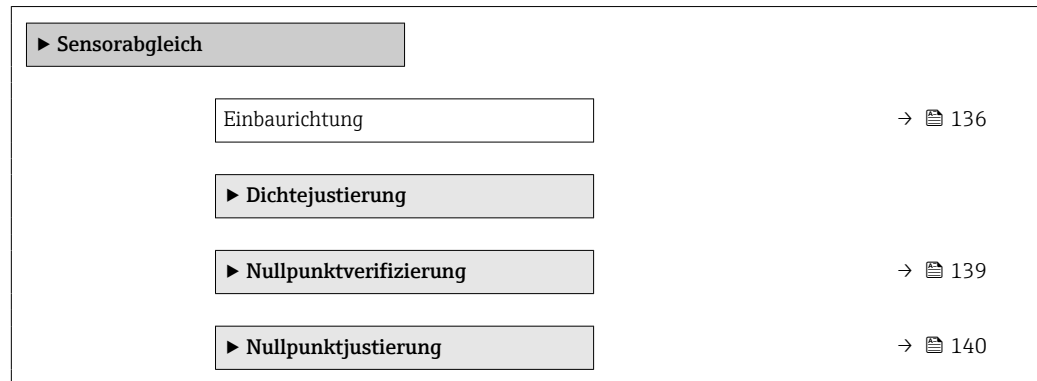 ▶ Sensorabgleich
Einbaurichtung → 136
▶ Dichtejustierung
▶ Nullpunktverifizierung → 139
▶ Nullpunktjustierung → 140